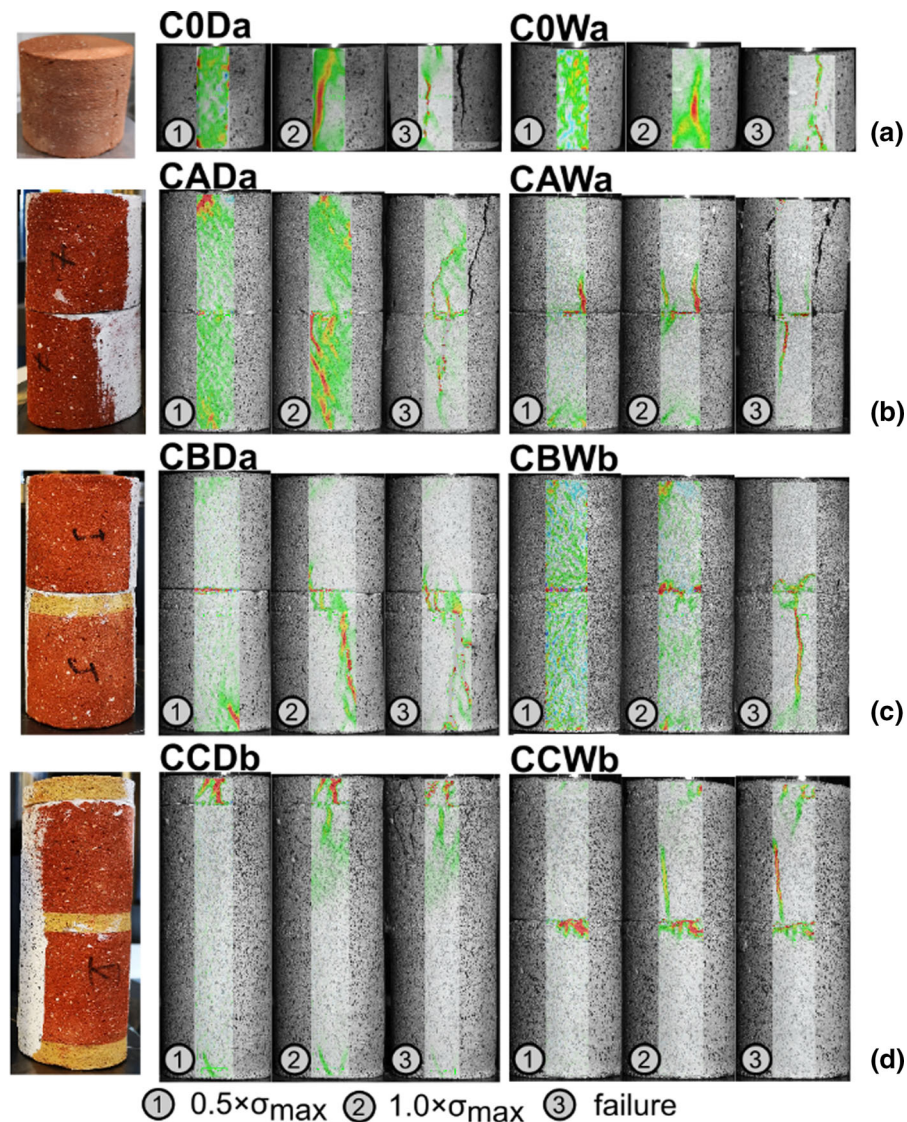 C0Da C0Wa
1 2 3 1 2 3 (a)
CADa CAWa
X
x
1 2 3 1 2 3 (b)
CBDa CBWb
4
1 2 3 1 2 3 (c)
CCDb CCWb
1 2 3 1 2 3 (d)
1 0.5×σmax 2 1.0×σmax 3 failure